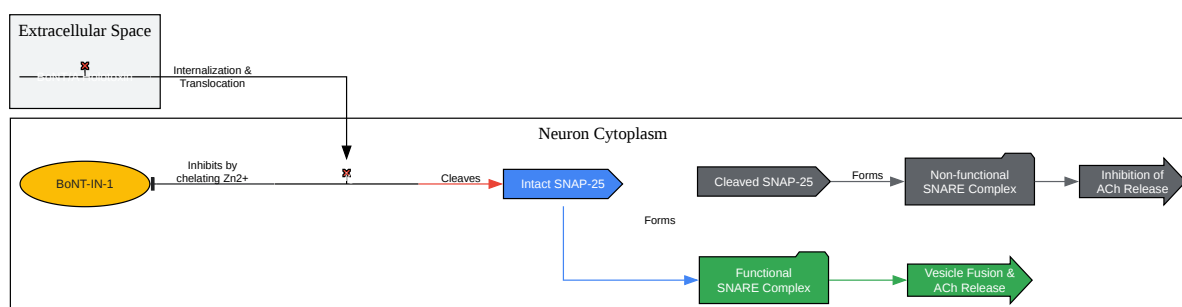 Extracellular Space
Internalization &
Translocation
Neuron Cytoplasm
BoNT-IN-1
Inhibits by
chelating Zn2+
Cleaves
Intact SNAP-25
Cleaved SNAP-25
Forms
Non-functional
SNARE Complex
Inhibition of
ACh Release
Forms
Functional
SNARE Complex
Vesicle Fusion &
ACh Release